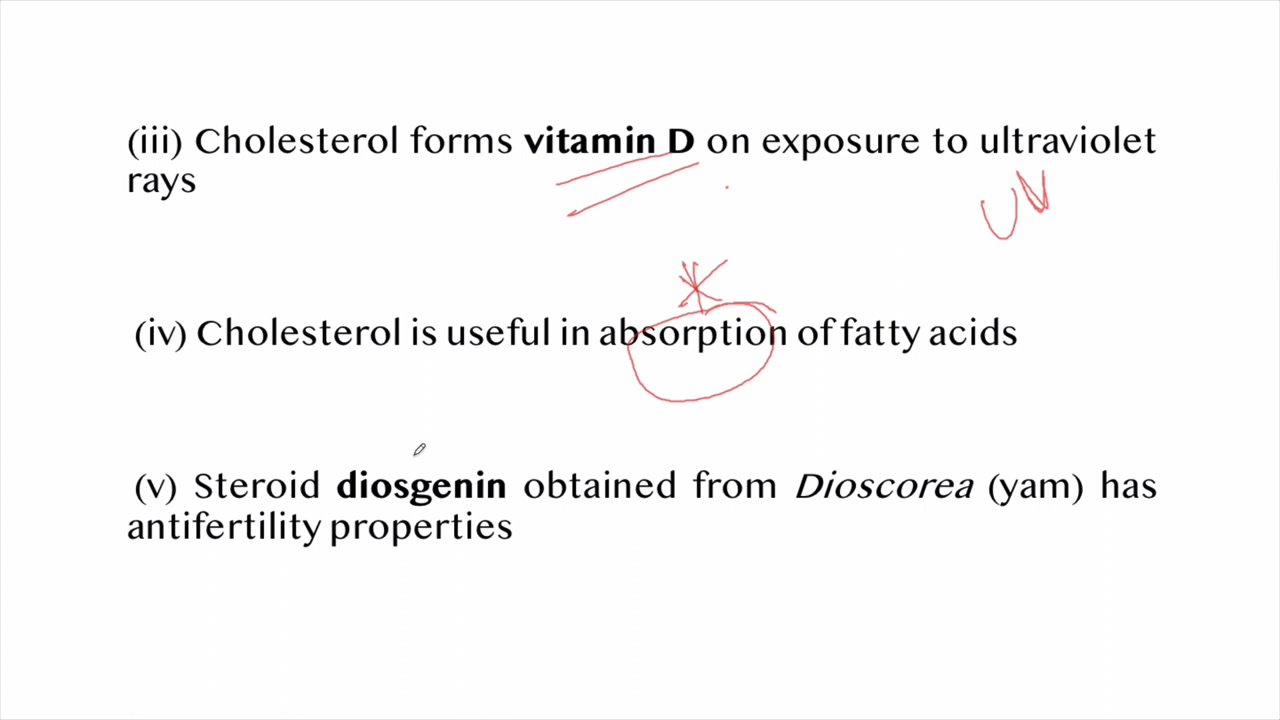 (iii) Cholesterol forms vitamin D on exposure to ultraviolet
rays
UV
(iv) Cholesterol is useful in absorption of fatty acids
(v) Steroid diosgenin obtained from Dioscorea (yam) has
antifertility properties